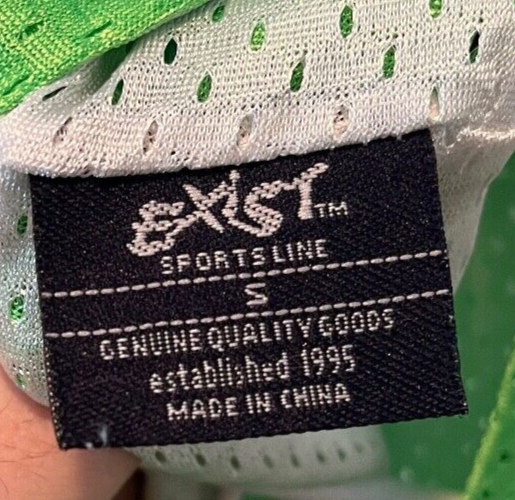 EXIST™
SPORTS LINE
S
GENUINE QUALITY GOODS
established 1995
MADE IN CHINA